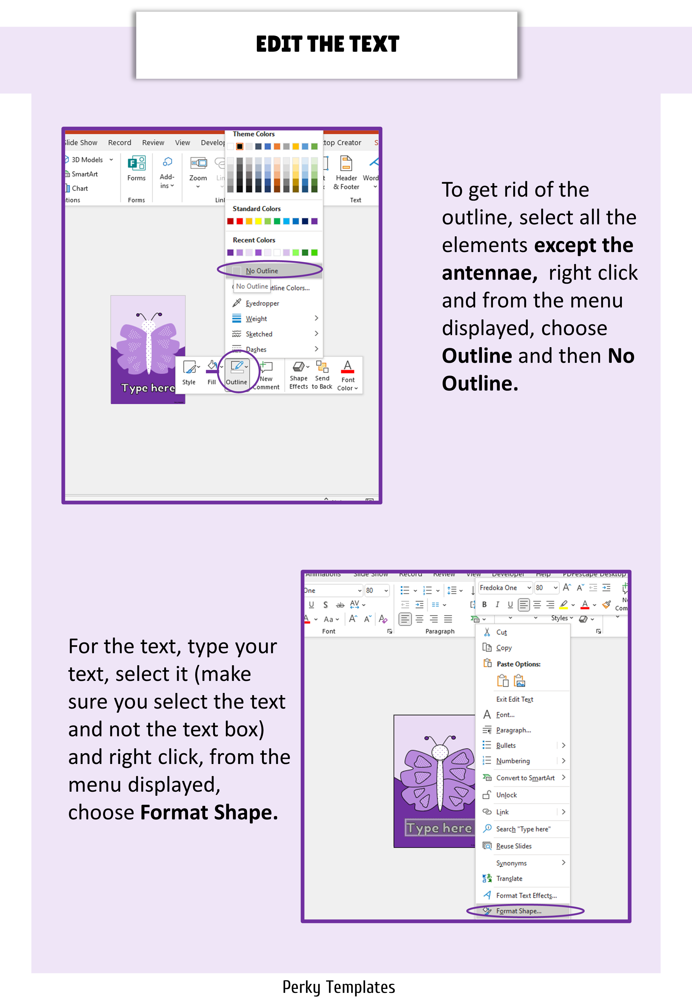 EDIT THE TEXT
Theme Colors
Slide Show Record Review View Develop
top Creator S
3D Models
SmartArt
Chart
Forms
Add-
ins
Zoom
Lin
Header
& Footer
Word
tions
Forms
Lin
Text
Standard Colors
Recent Colors
No Outline
No Outline
utline Colors...
Eyedropper
Weight
Sketched
Dashes
Type here
Style
Fill
Outline
New
Comment
Shape
Effects
Send
to Back
Font
Color
To get rid of the
outline, select all the
elements except the
antennae, right click
and from the menu
displayed, choose
Outline and then No
Outline.
For the text, type your
text, select it (make
sure you select the text
and not the text box)
and right click, from the
menu displayed,
choose Format Shape.
Animations Slide Show Record Review View Developer Help PDFescape Desktop
One 80
Fredoka One 80
U S ab AV
B I U A
Com
A Aa A A A
Styles
Font
Paragraph
Cut
Copy
Paste Options:
Exit Edit Text
Font...
Paragraph...
Bullets
Numbering
Convert to SmartArt
Unlock
Link
Search "Type here"
Reuse Slides
Synonyms
Translate
Format Text Effects...
Format Shape...
Type here
Perky Templates